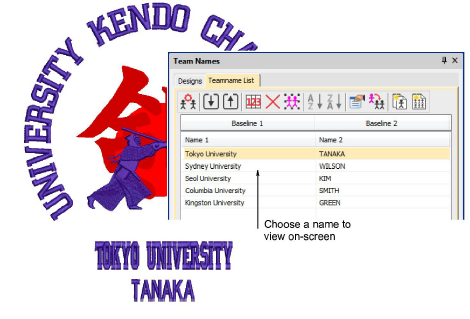 UNIVERSITY KENDO CHA
Team Names
Designs Teamname List
Baseline 1 Baseline 2
Name 1 Name 2
Tokyo University TANAKA
Sydney University WILSON
Seol University KIM
Columbia University SMITH
Kingston University GREEN
Choose a name to
view on-screen
TOKYO UNIVERSITY
TANAKA